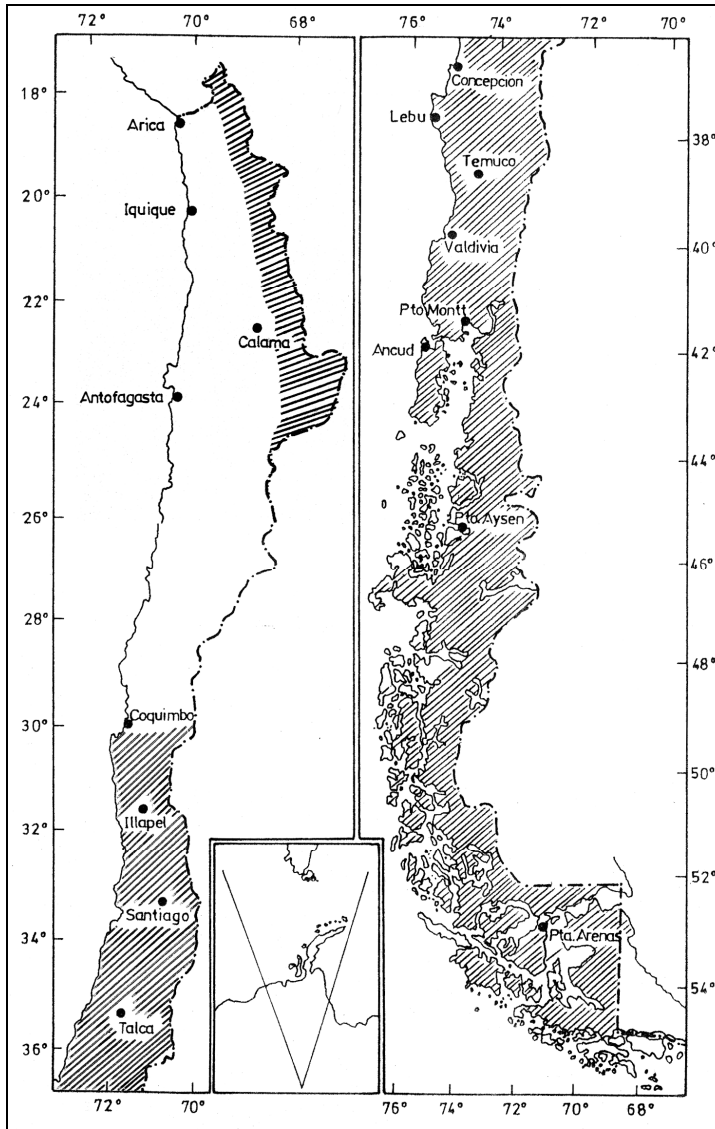 72°
70°
68°
18°
Arica
20°
Iquique
22°
Calama
Antofagasta
24°
26°
28°
Coquimbo
30°
Illapel
32°
Santiago
34°
Talca
36°
72°
70°
76°
74°
72°
70°
Concepcion
Lebu
38°
Temuco
40°
Valdivia
Pto Montt
Ancud
42°
44°
Pto. Aysen
46°
48°
50°
52°
Pta. Arenas
54°
76°
74°
72°
70°
68°